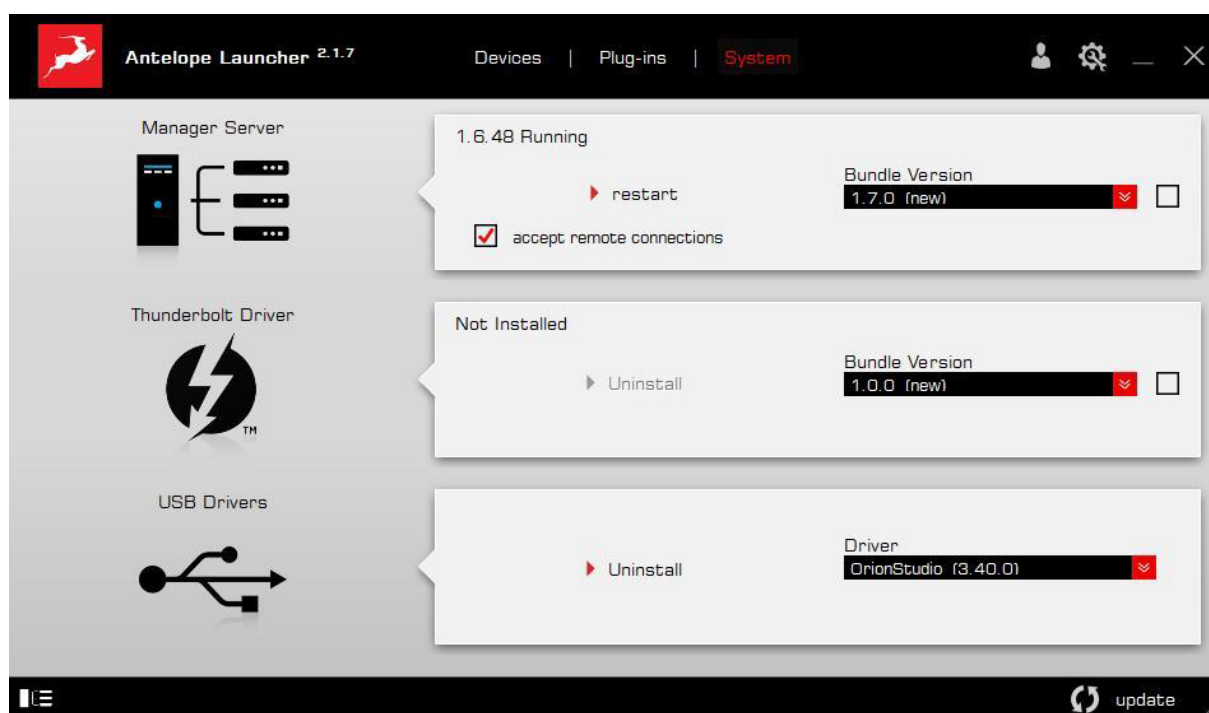 Antelope Launcher 2.1.7
Devices | Plug-ins | System
Manager Server
1.6.48 Running
restart
accept remote connections
Bundle Version
1.7.0 (new)
Thunderbolt Driver
TM
Not Installed
Uninstall
Bundle Version
1.0.0 (new)
USB Drivers
Uninstall
Driver
OrionStudio (3.40.0)
update